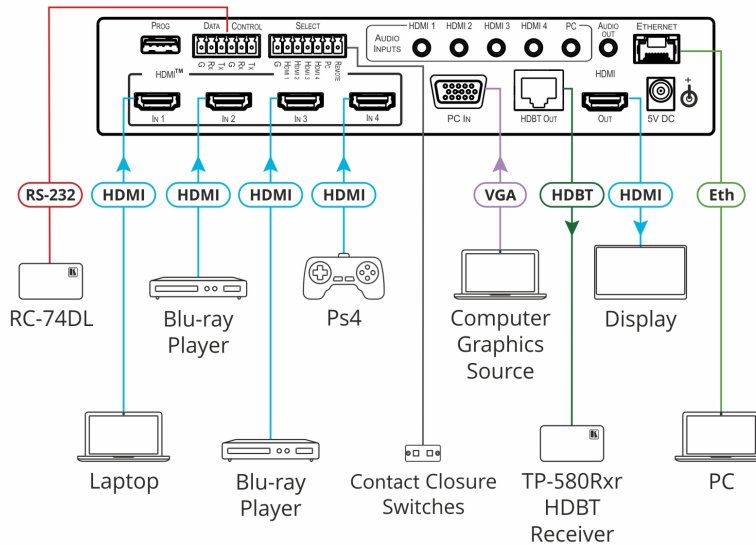 PROG
DATA CONTROL
SELECT
AUDIO INPUTS
HDMI 1 HDMI 2 HDMI 3 HDMI 4 PC
AUDIO OUT
ETHERNET
G Rx Tx G Rx Tx
G HDMI 1 HDMI 2 HDMI 3 HDMI 4 PC REMOTE
HDMI™
IN 1 IN 2 IN 3 IN 4
PC IN
HDBT OUT
HDMI
OUT
5V DC
+
RS-232 HDMI HDMI HDMI HDMI VGA HDBT HDMI Eth
RC-74DL
Blu-ray
Player
Ps4
Computer
Graphics
Source
Display
Laptop
Blu-ray
Player
Contact Closure
Switches
TP-580Rxr
HDBT
Receiver
PC